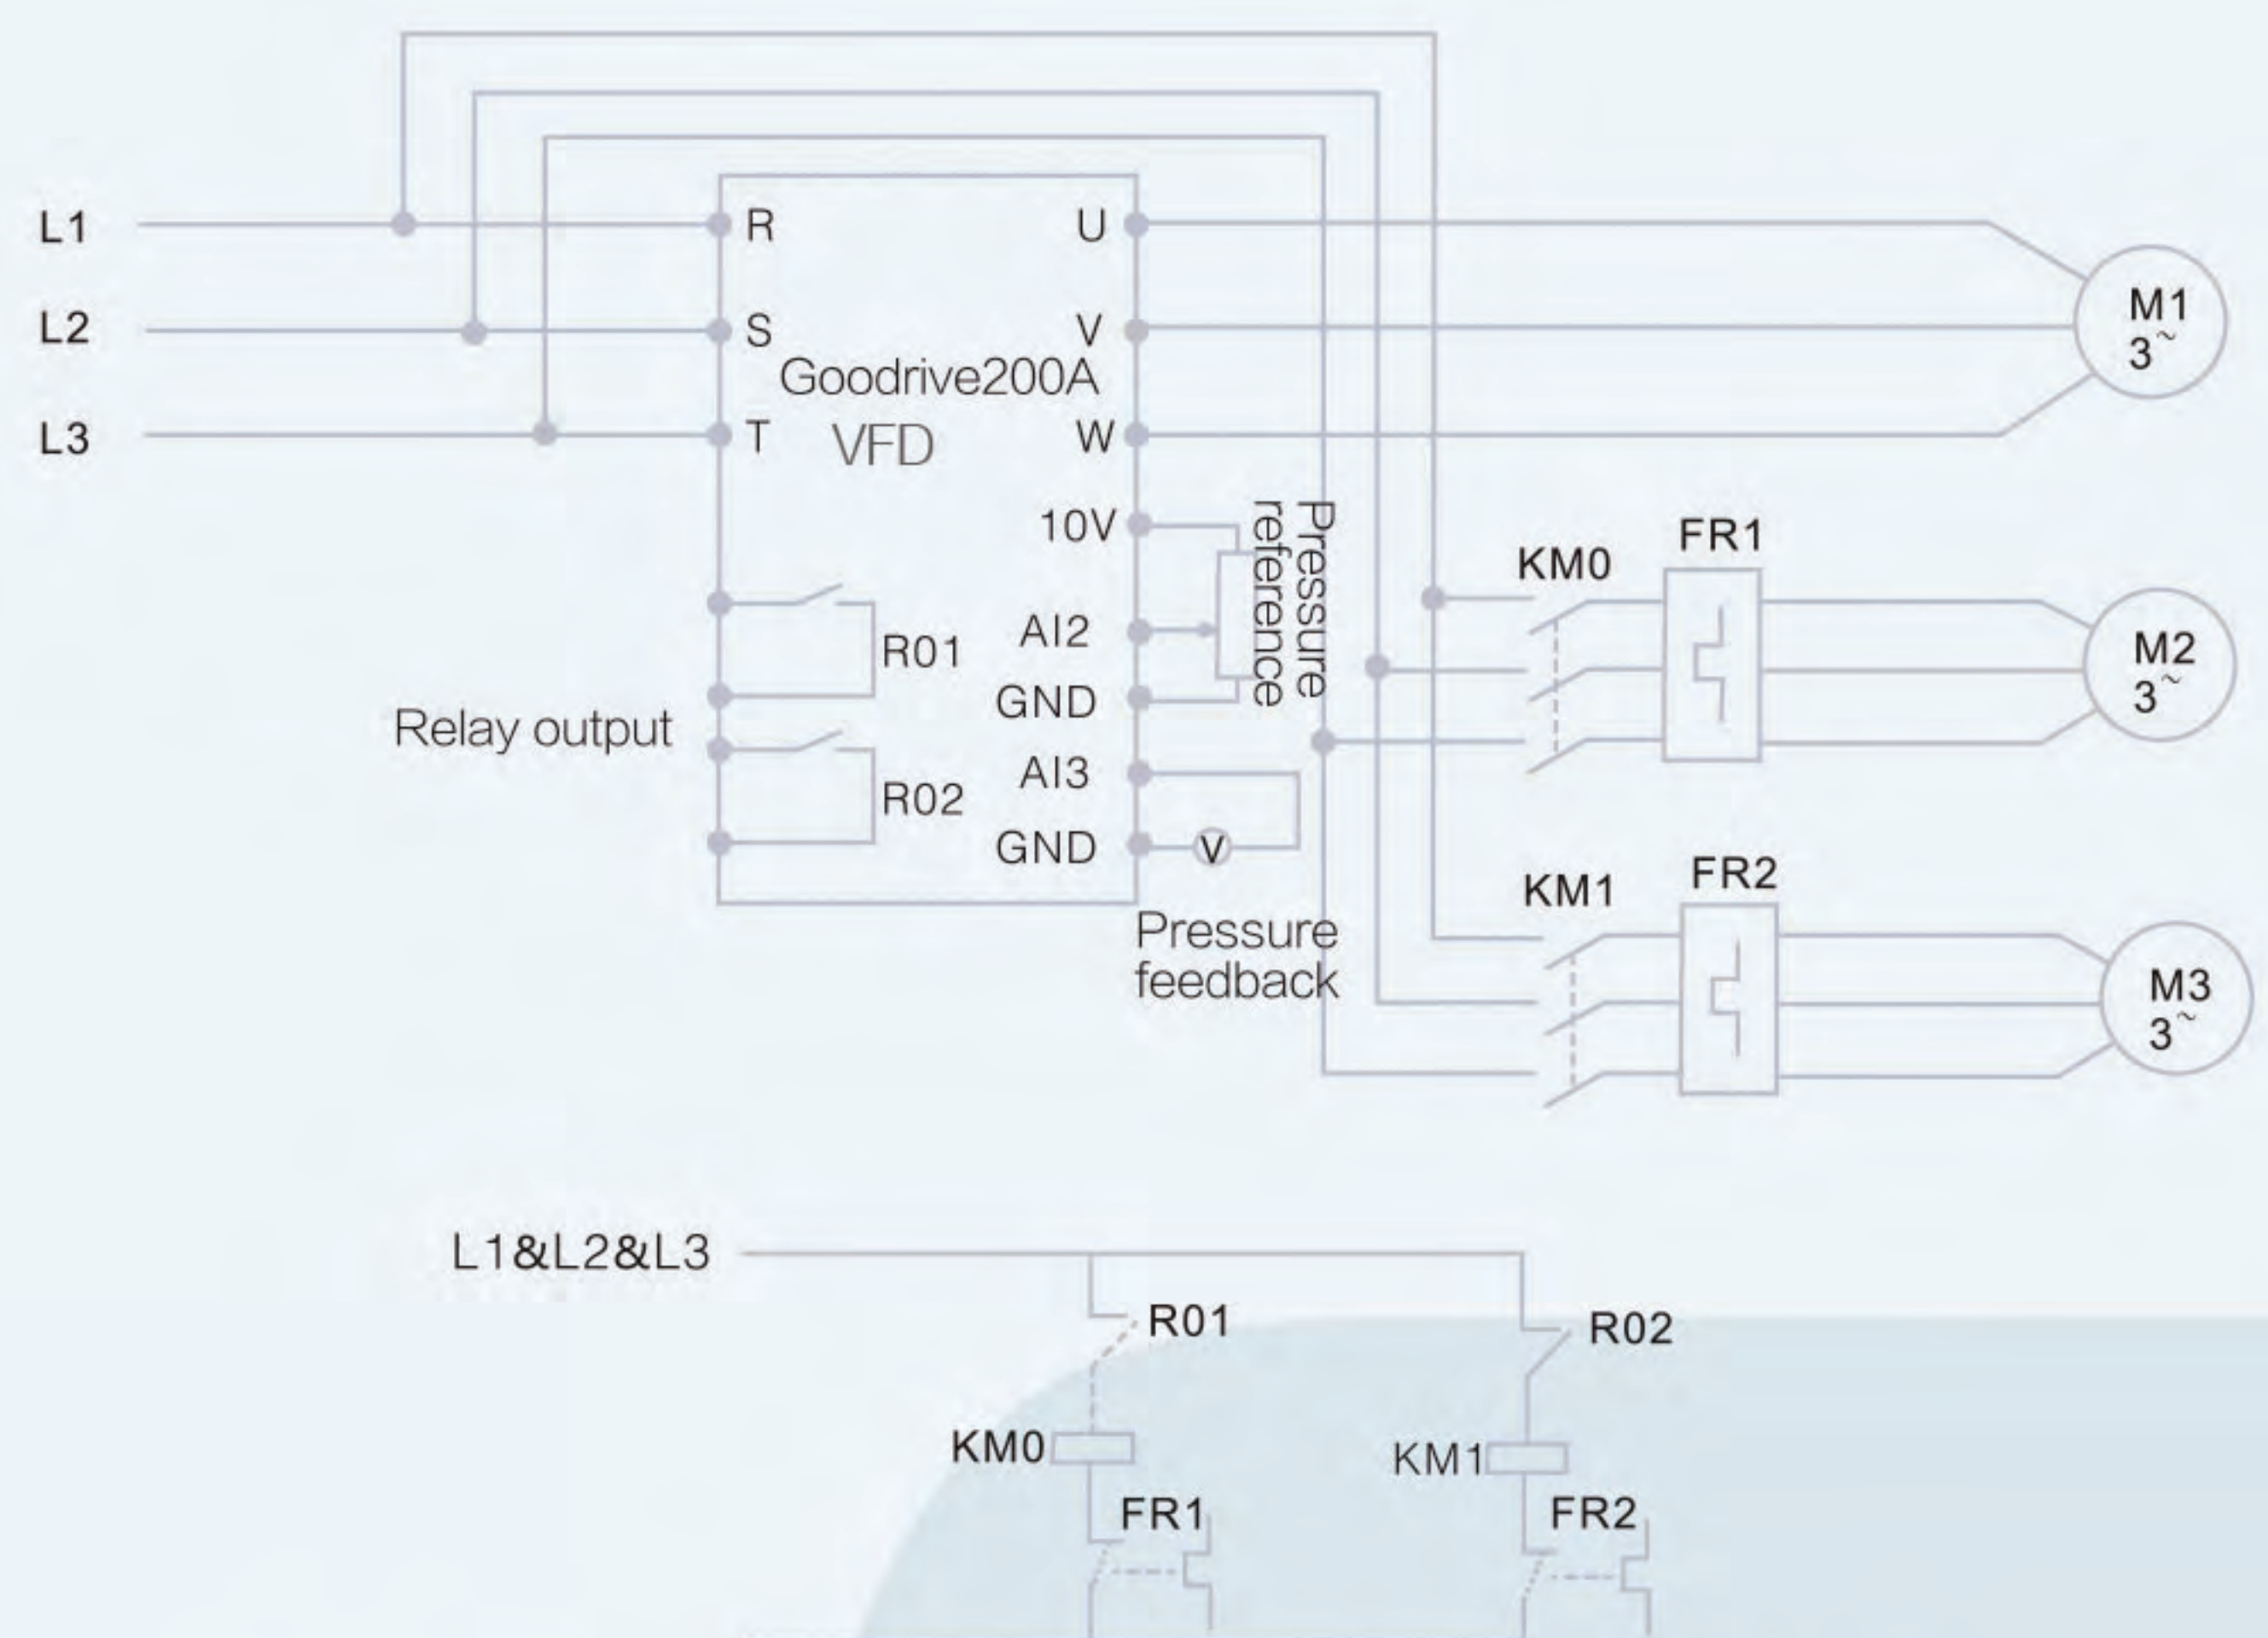 L1
L2
L3
R
S
T
U
V
W
Goodrive200A
VFD
10V
AI2
GND
AI3
GND
R01
R02
Relay output
Pressure
reference
V
Pressure
feedback
M1
3~
KM0
FR1
M2
3~
KM1
FR2
M3
3~
L1&L2&L3
R01
R02
KM0
KM1
FR1
FR2